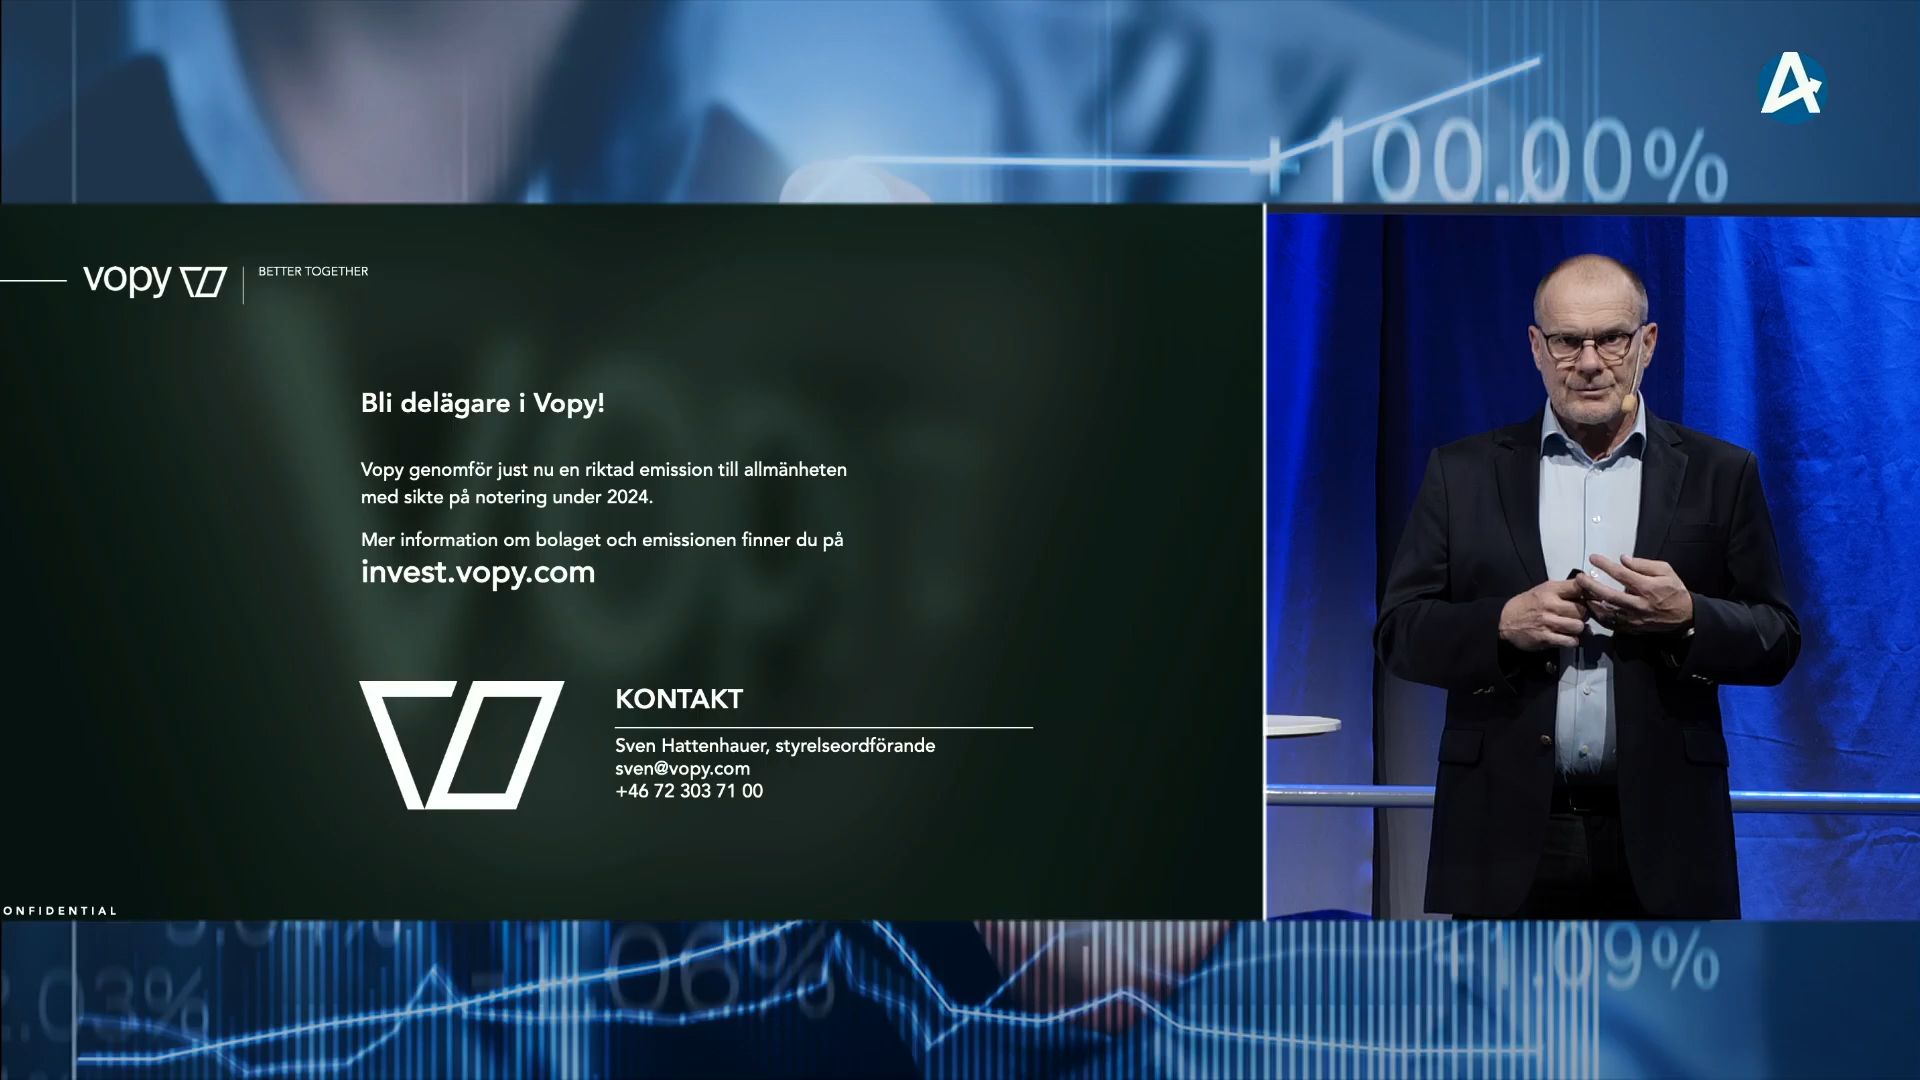 +100.00%
vopy
BETTER TOGETHER
Bli delägare i Vopy!
Vopy genomför just nu en riktad emission till allmänheten
med sikte på notering under 2024.
Mer information om bolaget och emissionen finner du på
invest.vopy.com
KONTAKT
Sven Hattenhauer, styrelseordförande
sven@vopy.com
+46 72 303 71 00
ONFIDENTIAL
+1.09%